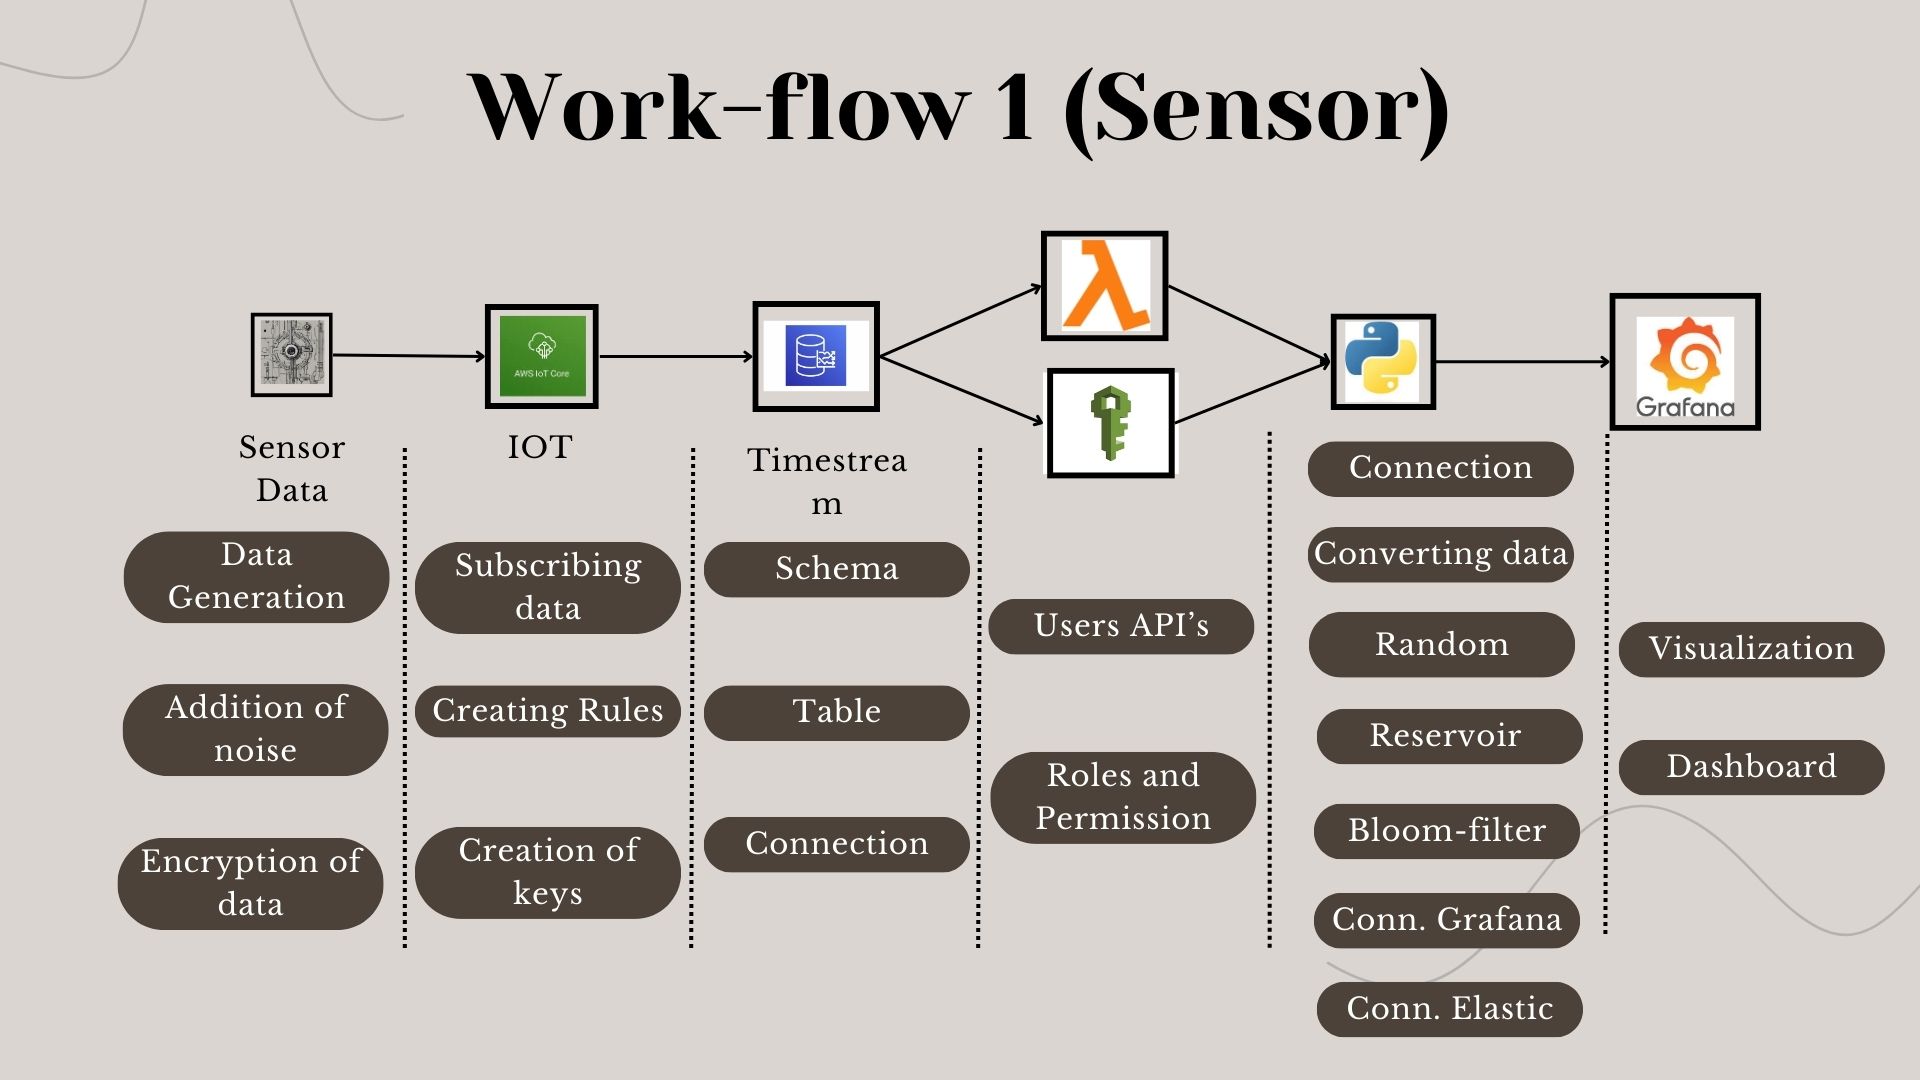 Work-flow 1 (Sensor)
AWS IoT Core
Grafana
Sensor
Data
IOT
Timestrea
m
Data
Generation
Addition of
noise
Encryption of
data
Subscribing
data
Creating Rules
Creation of
keys
Schema
Table
Connection
Users API’s
Roles and
Permission
Connection
Converting data
Random
Reservoir
Bloom-filter
Conn. Grafana
Conn. Elastic
Visualization
Dashboard